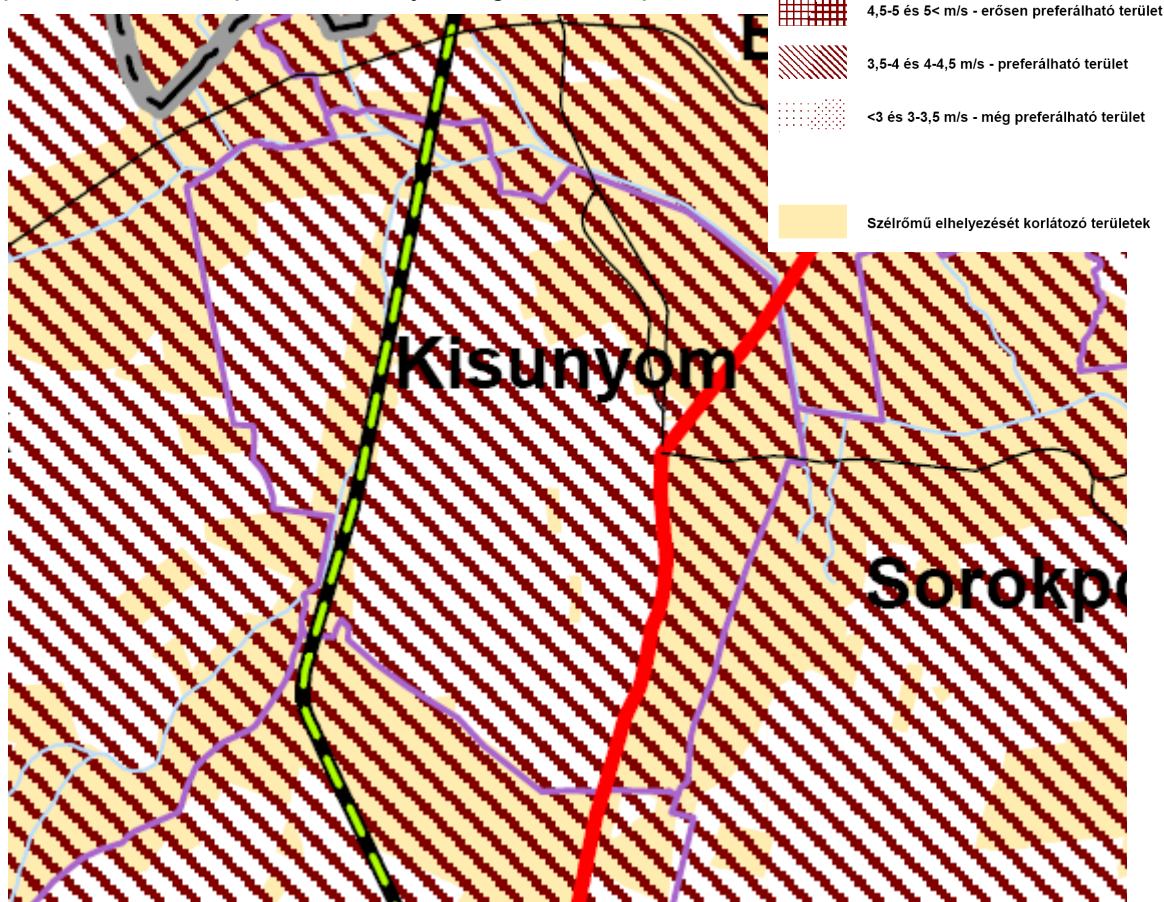 4,5-5 és 5< m/s - erősen preferálható terület
3,5-4 és 4-4,5 m/s - preferálható terület
<3 és 3-3,5 m/s - még preferálható terület
Szélrőmű elhelyezését korlátozó területek
Kisunyom